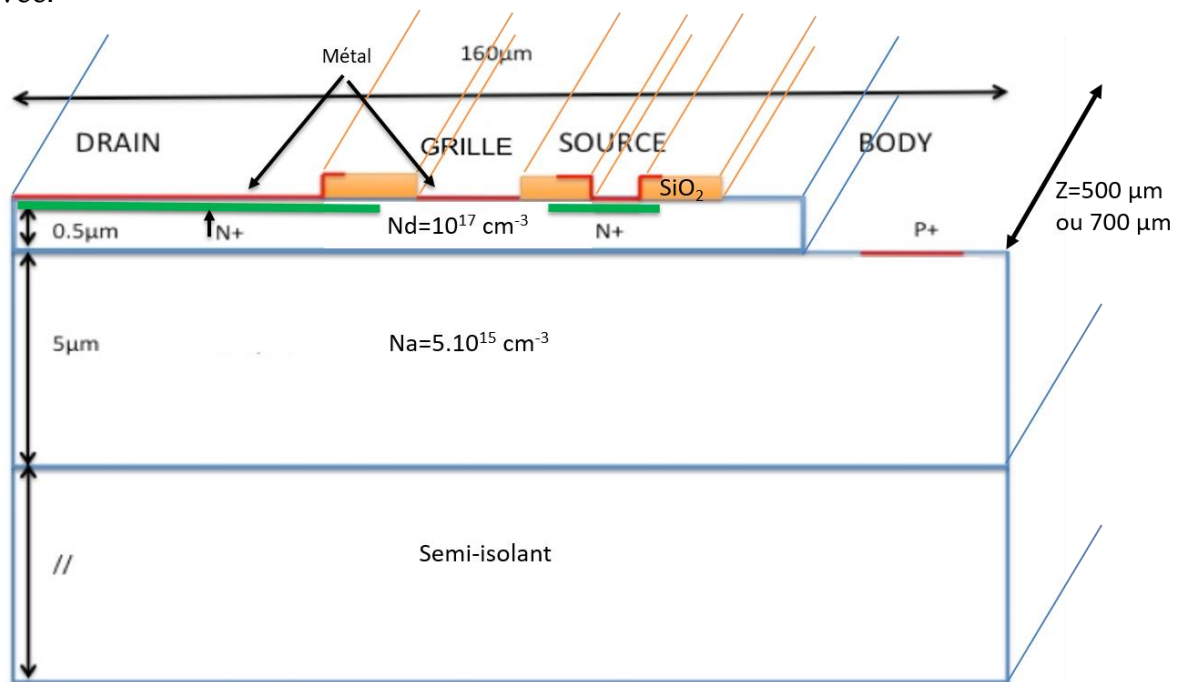 Métal
160µm
DRAIN
GRILLE
SOURCE
BODY
SiO2
Z=500 µm
ou 700 µm
0.5µm
N+
Nd=10^17 cm-3
N+
P+
5µm
Na=5.10^15 cm-3
//
Semi-isolant